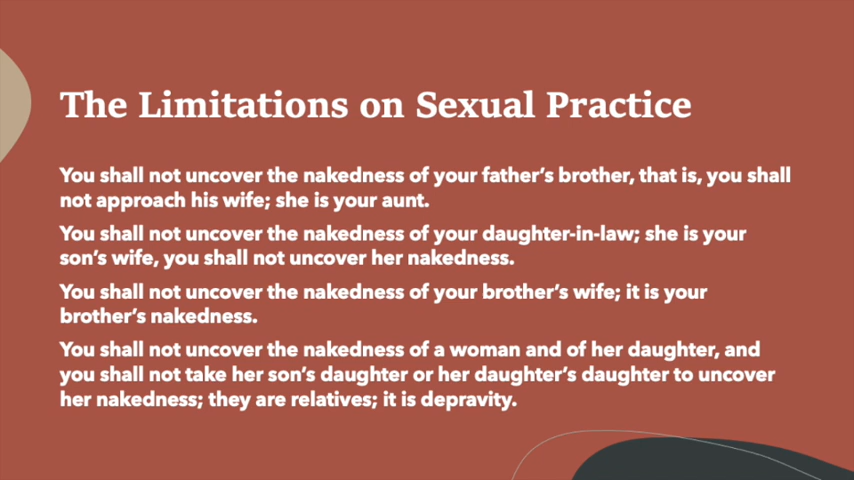 The Limitations on Sexual Practice
You shall not uncover the nakedness of your father’s brother, that is, you shall
not approach his wife; she is your aunt.
You shall not uncover the nakedness of your daughter-in-law; she is your
son’s wife, you shall not uncover her nakedness.
You shall not uncover the nakedness of your brother’s wife; it is your
brother’s nakedness.
You shall not uncover the nakedness of a woman and of her daughter, and
you shall not take her son’s daughter or her daughter’s daughter to uncover
her nakedness; they are relatives; it is depravity.